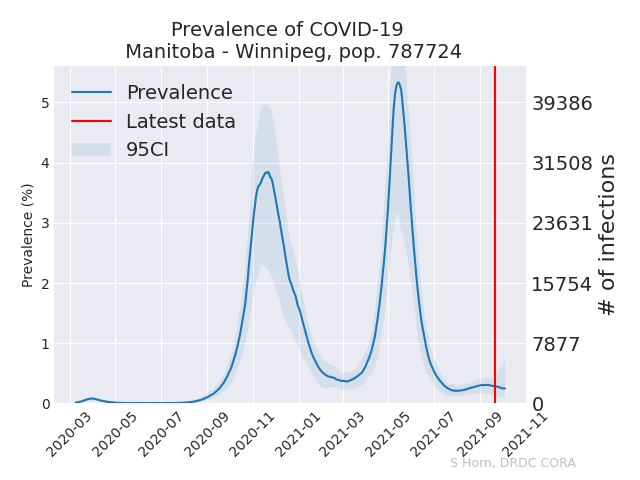 Prevalence of COVID-19
Manitoba - Winnipeg, pop. 787724
Prevalence
Latest data
95CI
Prevalence (%)
5
4
3
2
1
0
39386
31508
23631
15754
7877
0
# of infections
2020-03
2020-05
2020-07
2020-09
2020-11
2021-01
2021-03
2021-05
2021-07
2021-09
2021-11
S Horn, DRDC CORA